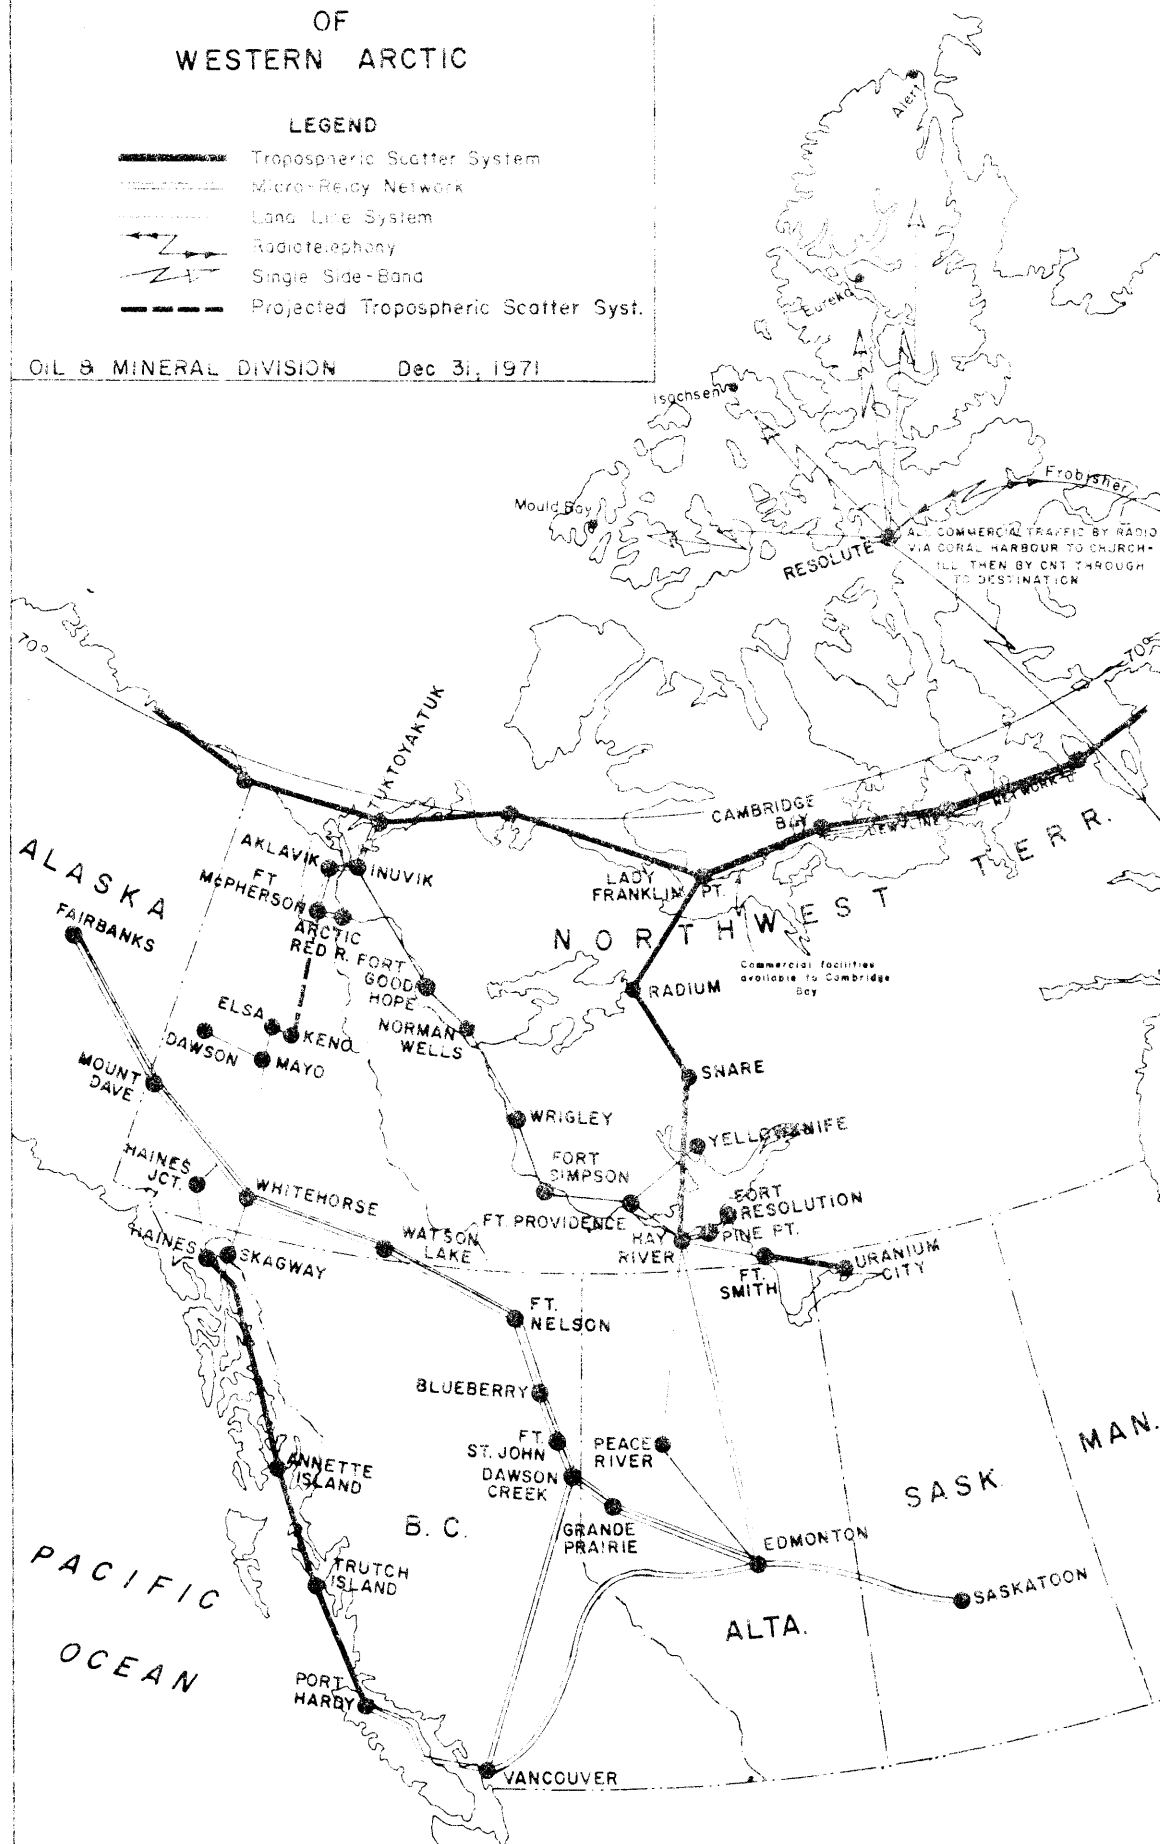 OF
WESTERN ARCTIC
LEGEND
Tropospheric Scatter System
Micro-Relay Network
Land Line System
Radiotelephony
Single Side-Band
Projected Tropospheric Scatter Syst.
OIL & MINERAL DIVISION Dec 31, 1971
Alert
Eureka
Isachsen
Mould Bay
Frobisher
RESOLUTE
ALL COMMERCIAL TRAFFIC BY RADIO
VIA CORAL HARBOUR TO CHURCH-
ILL THEN BY CNT THROUGH
TO DESTINATION
70°
70°
TUKTOYAKTUK
CAMBRIDGE
BAY
DEW LINE
NETWORK
AKLAVIK
INUVIK
FT
McPHERSON
ARCTIC
RED R.
LADY
FRANKLIN PT.
NORTHWEST TERR.
ALASKA
FAIRBANKS
FORT
GOOD
HOPE
Commercial facilities
available to Cambridge
Bay
RADIUM
ELSA
KENO
DAWSON
MAYO
NORMAN
WELLS
MOUNT
DAVE
SNARE
WRIGLEY
YELLOWKNIFE
FORT
SIMPSON
HAINES
JCT.
WHITEHORSE
FT. PROVIDENCE
FORT
RESOLUTION
PINE PT.
HAY
RIVER
HAINES
SKAGWAY
WATSON
LAKE
FT.
SMITH
URANIUM
CITY
FT.
NELSON
BLUEBERRY
FT.
ST. JOHN
PEACE
RIVER
DAWSON
CREEK
MAN.
SASK.
ANNETTE
ISLAND
B. C.
GRANDE
PRAIRIE
EDMONTON
TRUTCH
ISLAND
SASKATOON
PACIFIC
OCEAN
ALTA.
PORT
HARDY
VANCOUVER